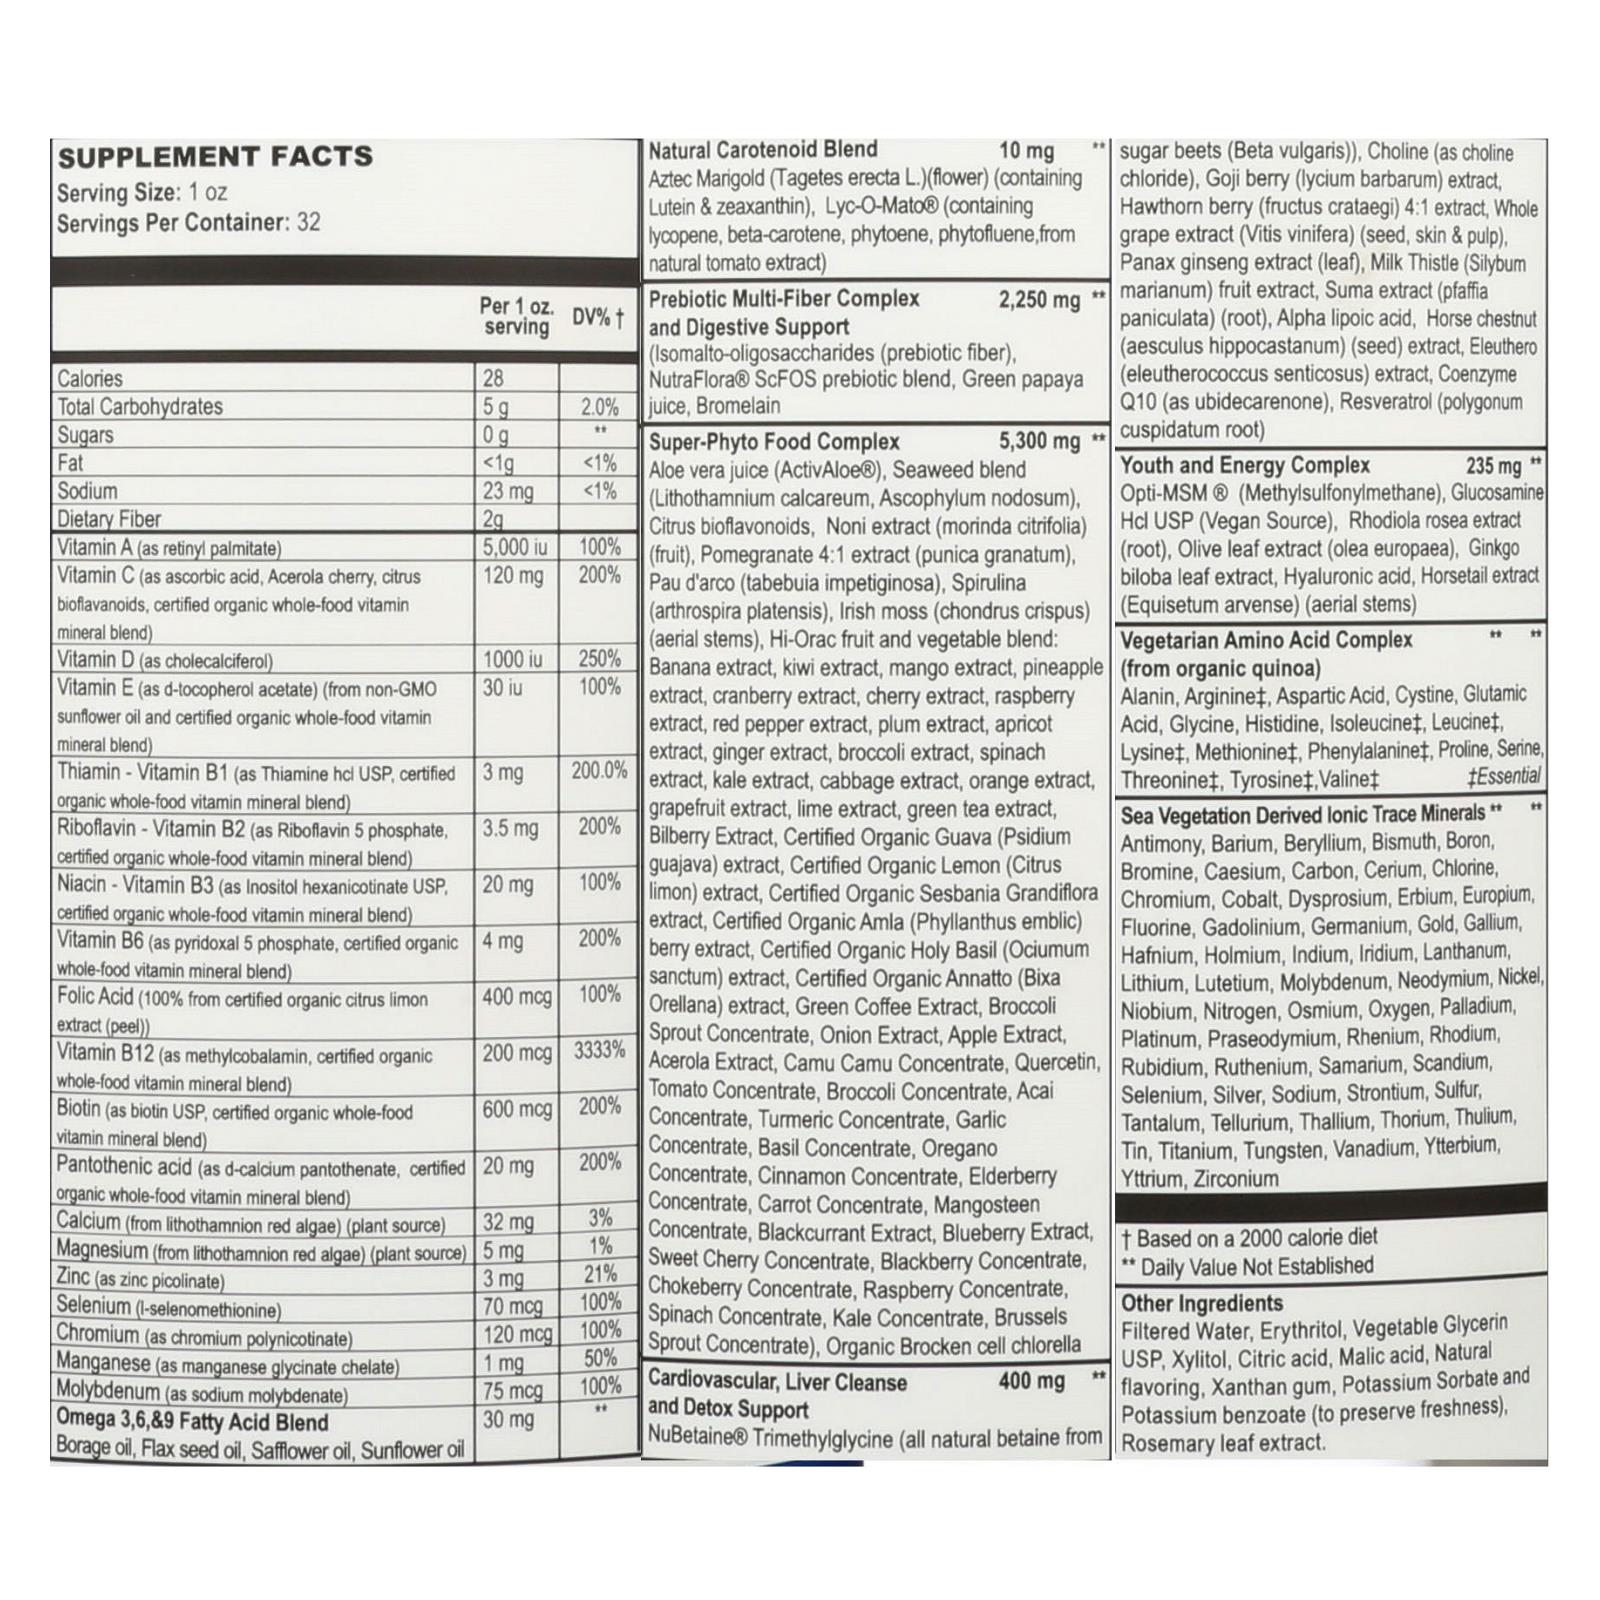 SUPPLEMENT FACTS
Serving Size: 1 oz
Servings Per Container: 32
Per 1 oz. serving DV% †
Calories 28
Total Carbohydrates 5 g 2.0%
Sugars 0 g **
Fat <1g <1%
Sodium 23 mg <1%
Dietary Fiber 2g
Vitamin A (as retinyl palmitate) 5,000 iu 100%
Vitamin C (as ascorbic acid, Acerola cherry, citrus 120 mg 200%
bioflavanoids, certified organic whole-food vitamin
mineral blend)
Vitamin D (as cholecalciferol) 1000 iu 250%
Vitamin E (as d-tocopherol acetate) (from non-GMO 30 iu 100%
sunflower oil and certified organic whole-food vitamin
mineral blend)
Thiamin - Vitamin B1 (as Thiamine hcl USP, certified 3 mg 200.0%
organic whole-food vitamin mineral blend)
Riboflavin - Vitamin B2 (as Riboflavin 5 phosphate, 3.5 mg 200%
certified organic whole-food vitamin mineral blend)
Niacin - Vitamin B3 (as Inositol hexanicotinate USP, 20 mg 100%
certified organic whole-food vitamin mineral blend)
Vitamin B6 (as pyridoxal 5 phosphate, certified organic 4 mg 200%
whole-food vitamin mineral blend)
Folic Acid (100% from certified organic citrus limon 400 mcg 100%
extract (peel))
Vitamin B12 (as methylcobalamin, certified organic 200 mcg 3333%
whole-food vitamin mineral blend)
Biotin (as biotin USP, certified organic whole-food 600 mcg 200%
vitamin mineral blend)
Pantothenic acid (as d-calcium pantothenate, certified 20 mg 200%
organic whole-food vitamin mineral blend)
Calcium (from lithothamnion red algae) (plant source) 32 mg 3%
Magnesium (from lithothamnion red algae) (plant source) 5 mg 1%
Zinc (as zinc picolinate) 3 mg 21%
Selenium (l-selenomethionine) 70 mcg 100%
Chromium (as chromium polynicotinate) 120 mcg 100%
Manganese (as manganese glycinate chelate) 1 mg 50%
Molybdenum (as sodium molybdenate) 75 mcg 100%
Omega 3,6,&9 Fatty Acid Blend 30 mg **
Borage oil, Flax seed oil, Safflower oil, Sunflower oil
Natural Carotenoid Blend 10 mg **
Aztec Marigold (Tagetes erecta L.)(flower) (containing
Lutein & zeaxanthin), Lyc-O-Mato® (containing
lycopene, beta-carotene, phytoene, phytofluene,from
natural tomato extract)
Prebiotic Multi-Fiber Complex 2,250 mg **
and Digestive Support
(Isomalto-oligosaccharides (prebiotic fiber),
NutraFlora® ScFOS prebiotic blend, Green papaya
juice, Bromelain
Super-Phyto Food Complex 5,300 mg **
Aloe vera juice (ActivAloe®), Seaweed blend
(Lithothamnium calcareum, Ascophylum nodosum),
Citrus bioflavonoids, Noni extract (morinda citrifolia)
(fruit), Pomegranate 4:1 extract (punica granatum),
Pau d'arco (tabebuia impetiginosa), Spirulina
(arthrospira platensis), Irish moss (chondrus crispus)
(aerial stems), Hi-Orac fruit and vegetable blend:
Banana extract, kiwi extract, mango extract, pineapple
extract, cranberry extract, cherry extract, raspberry
extract, red pepper extract, plum extract, apricot
extract, ginger extract, broccoli extract, spinach
extract, kale extract, cabbage extract, orange extract,
grapefruit extract, lime extract, green tea extract,
Bilberry Extract, Certified Organic Guava (Psidium
guajava) extract, Certified Organic Lemon (Citrus
limon) extract, Certified Organic Sesbania Grandiflora
extract, Certified Organic Amla (Phyllanthus emblic)
berry extract, Certified Organic Holy Basil (Ociumum
sanctum) extract, Certified Organic Annatto (Bixa
Orellana) extract, Green Coffee Extract, Broccoli
Sprout Concentrate, Onion Extract, Apple Extract,
Acerola Extract, Camu Camu Concentrate, Quercetin,
Tomato Concentrate, Broccoli Concentrate, Acai
Concentrate, Turmeric Concentrate, Garlic
Concentrate, Basil Concentrate, Oregano
Concentrate, Cinnamon Concentrate, Elderberry
Concentrate, Carrot Concentrate, Mangosteen
Concentrate, Blackcurrant Extract, Blueberry Extract,
Sweet Cherry Concentrate, Blackberry Concentrate,
Chokeberry Concentrate, Raspberry Concentrate,
Spinach Concentrate, Kale Concentrate, Brussels
Sprout Concentrate), Organic Brocken cell chlorella
Cardiovascular, Liver Cleanse 400 mg **
and Detox Support
NuBetaine® Trimethylglycine (all natural betaine from
sugar beets (Beta vulgaris)), Choline (as choline
chloride), Goji berry (lycium barbarum) extract,
Hawthorn berry (fructus crataegi) 4:1 extract, Whole
grape extract (Vitis vinifera) (seed, skin & pulp),
Panax ginseng extract (leaf), Milk Thistle (Silybum
marianum) fruit extract, Suma extract (pfaffia
paniculata) (root), Alpha lipoic acid, Horse chestnut
(aesculus hippocastanum) (seed) extract, Eleuthero
(eleutherococcus senticosus) extract, Coenzyme
Q10 (as ubidecarenone), Resveratrol (polygonum
cuspidatum root)
Youth and Energy Complex 235 mg **
Opti-MSM ® (Methylsulfonylmethane), Glucosamine
Hcl USP (Vegan Source), Rhodiola rosea extract
(root), Olive leaf extract (olea europaea), Ginkgo
biloba leaf extract, Hyaluronic acid, Horsetail extract
(Equisetum arvense) (aerial stems)
Vegetarian Amino Acid Complex ** **
(from organic quinoa)
Alanin, Arginine‡, Aspartic Acid, Cystine, Glutamic
Acid, Glycine, Histidine, Isoleucine‡, Leucine‡,
Lysine‡, Methionine‡, Phenylalanine‡, Proline, Serine,
Threonine‡, Tyrosine‡,Valine‡ ‡Essential
Sea Vegetation Derived Ionic Trace Minerals ** **
Antimony, Barium, Beryllium, Bismuth, Boron,
Bromine, Caesium, Carbon, Cerium, Chlorine,
Chromium, Cobalt, Dysprosium, Erbium, Europium,
Fluorine, Gadolinium, Germanium, Gold, Gallium,
Hafnium, Holmium, Indium, Iridium, Lanthanum,
Lithium, Lutetium, Molybdenum, Neodymium, Nickel,
Niobium, Nitrogen, Osmium, Oxygen, Palladium,
Platinum, Praseodymium, Rhenium, Rhodium,
Rubidium, Ruthenium, Samarium, Scandium,
Selenium, Silver, Sodium, Strontium, Sulfur,
Tantalum, Tellurium, Thallium, Thorium, Thulium,
Tin, Titanium, Tungsten, Vanadium, Ytterbium,
Yttrium, Zirconium
† Based on a 2000 calorie diet
** Daily Value Not Established
Other Ingredients
Filtered Water, Erythritol, Vegetable Glycerin
USP, Xylitol, Citric acid, Malic acid, Natural
flavoring, Xanthan gum, Potassium Sorbate and
Potassium benzoate (to preserve freshness),
Rosemary leaf extract.